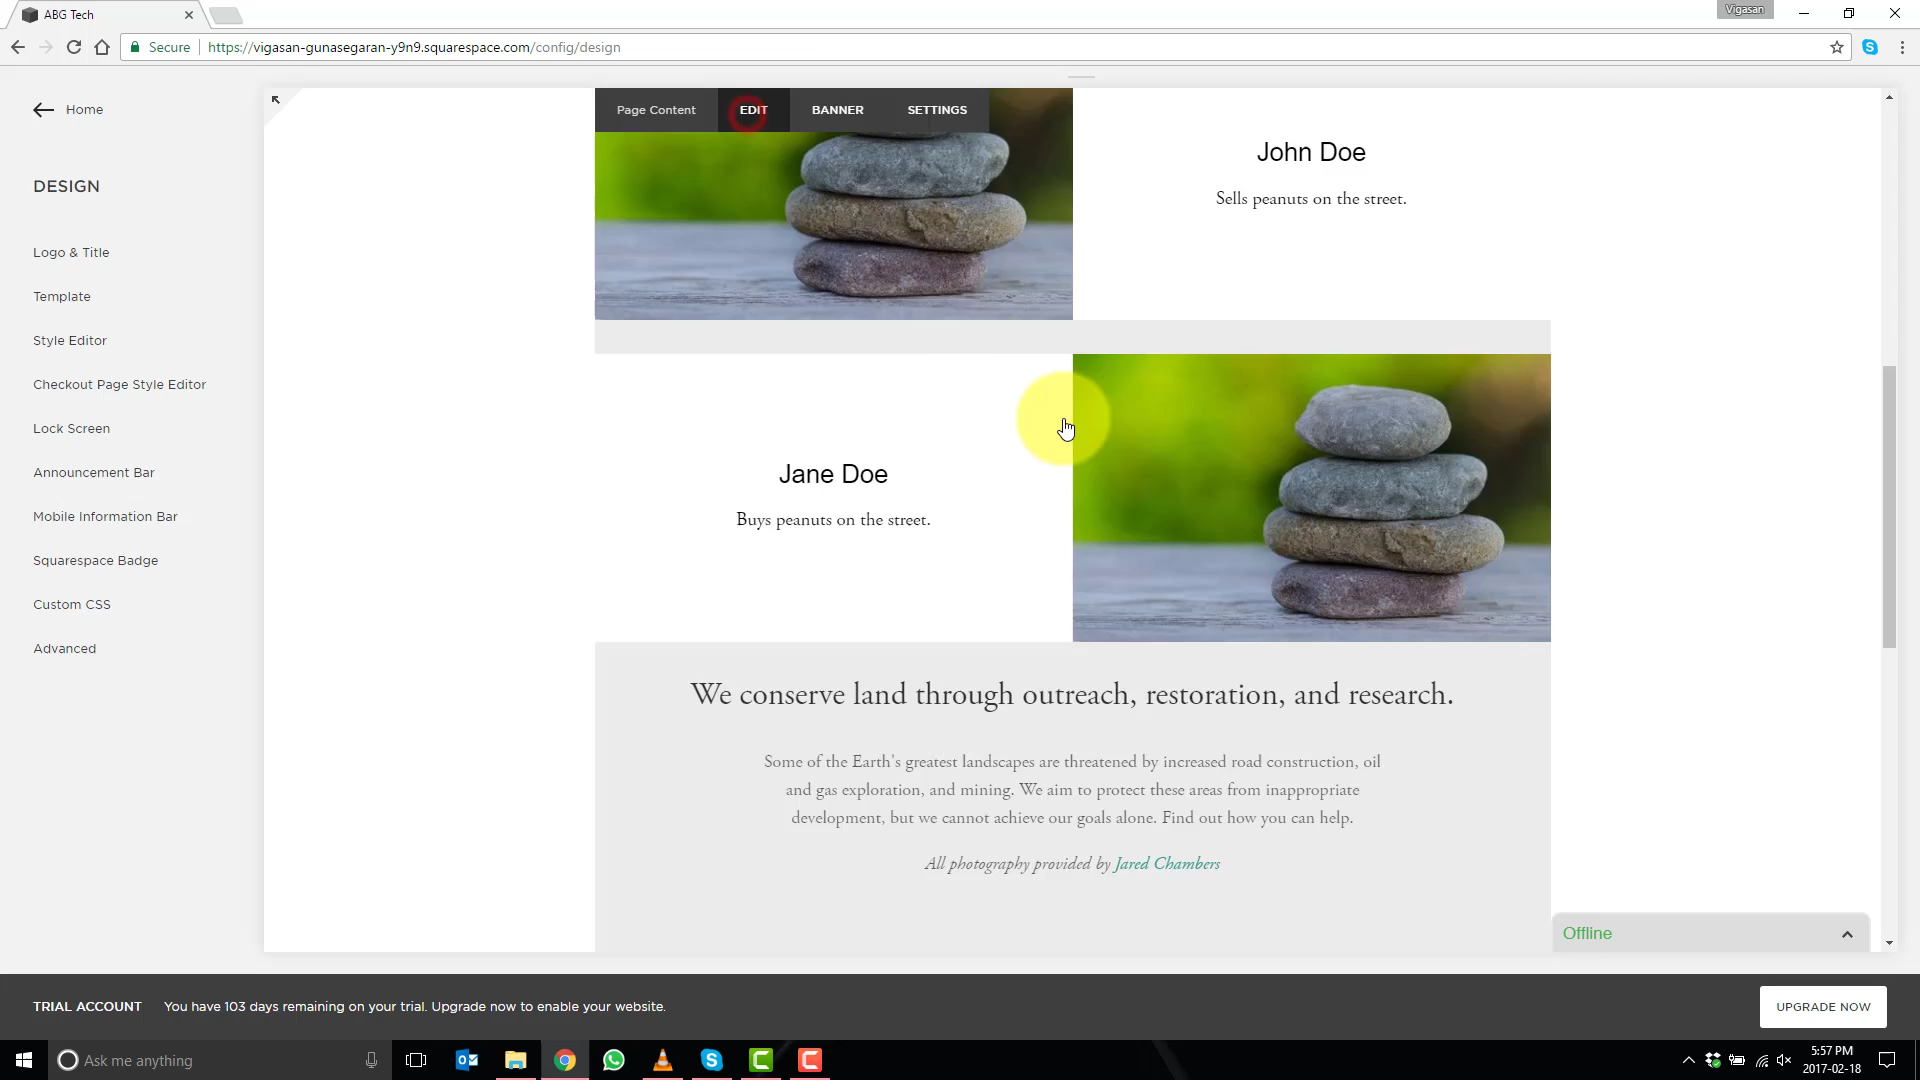 ABG Tech
Vigasan
Secure
https://vigasan-gunasegaran-y9n9.squarespace.com/config/design
Home
DESIGN
Logo & Title
Template
Style Editor
Checkout Page Style Editor
Lock Screen
Announcement Bar
Mobile Information Bar
Squarespace Badge
Custom CSS
Advanced
Page Content
EDIT
BANNER
SETTINGS
John Doe
Sells peanuts on the street.
Jane Doe
Buys peanuts on the street.
We conserve land through outreach, restoration, and research.
Some of the Earth's greatest landscapes are threatened by increased road construction, oil
and gas exploration, and mining. We aim to protect these areas from inappropriate
development, but we cannot achieve our goals alone. Find out how you can help.
All photography provided by Jared Chambers
Offline
TRIAL ACCOUNT
You have 103 days remaining on your trial. Upgrade now to enable your website.
UPGRADE NOW
Ask me anything
5:57 PM
2017-02-18